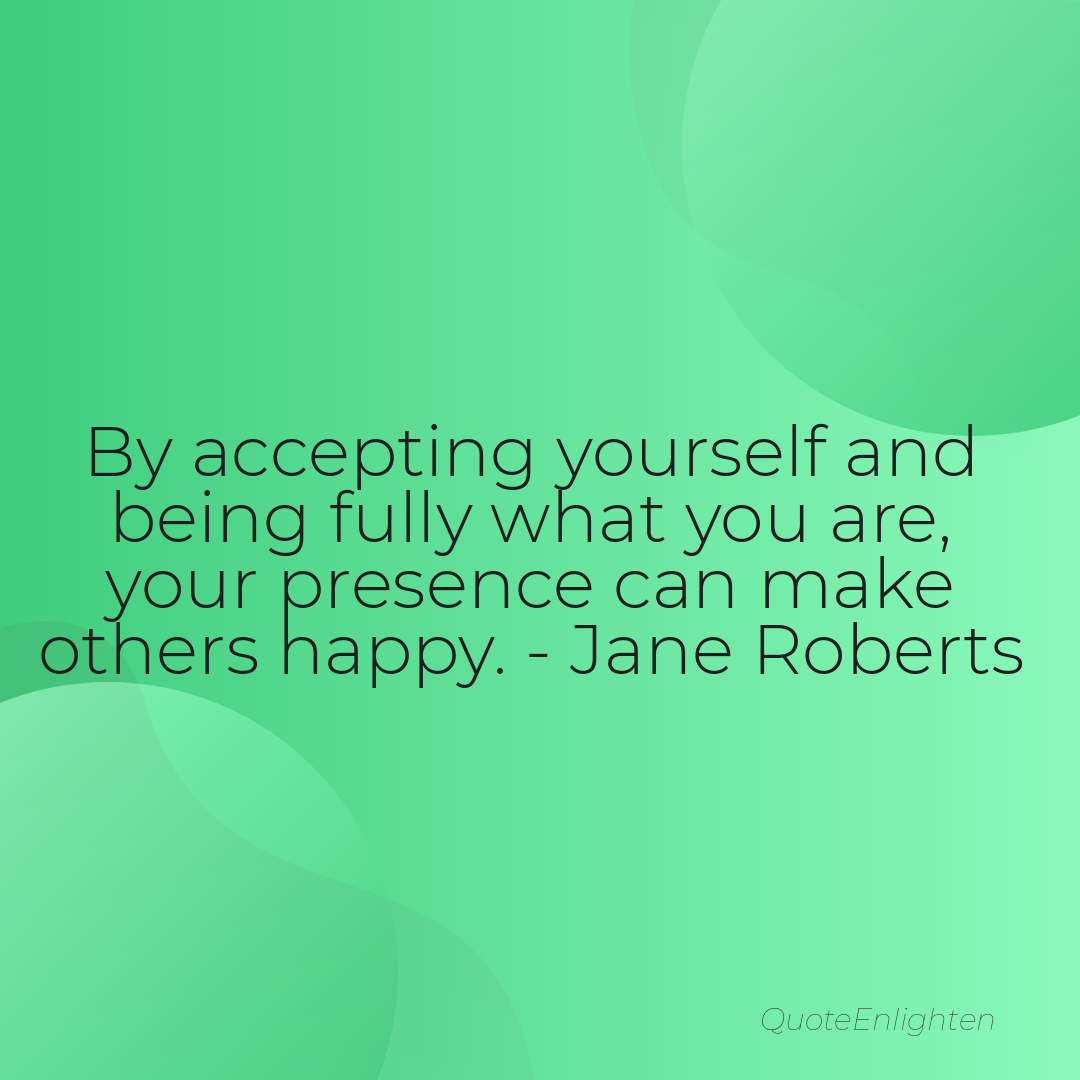 By accepting yourself and
being fully what you are,
your presence can make
others happy. - Jane Roberts
QuoteEnlighten